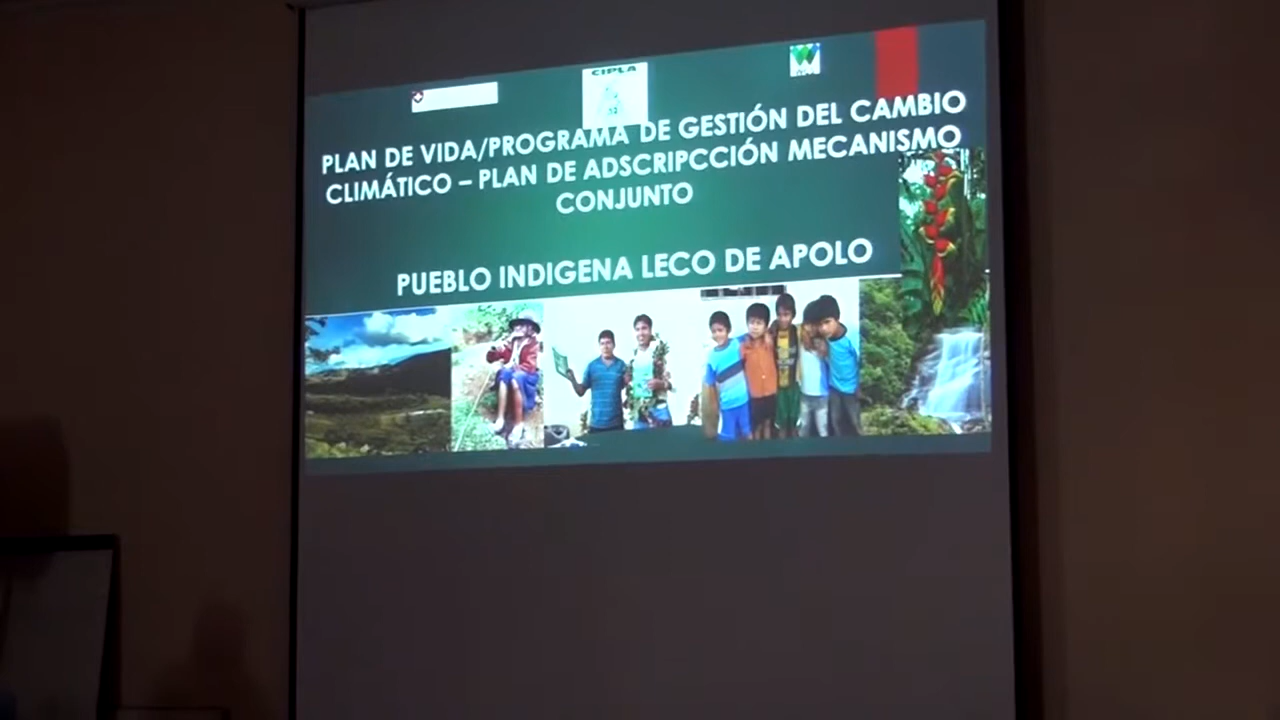 CIPLA
PLAN DE VIDA/PROGRAMA DE GESTIÓN DEL CAMBIO
CLIMÁTICO – PLAN DE ADSCRIPCCIÓN MECANISMO
CONJUNTO
PUEBLO INDIGENA LECO DE APOLO